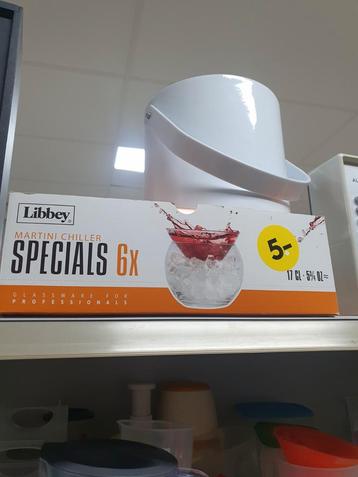 Libbey
MARTINI CHILLER
SPECIALS 6x
GLASSWARE FOR
PROFESSIONALS
5.-
17 CL - 5¾ OZ